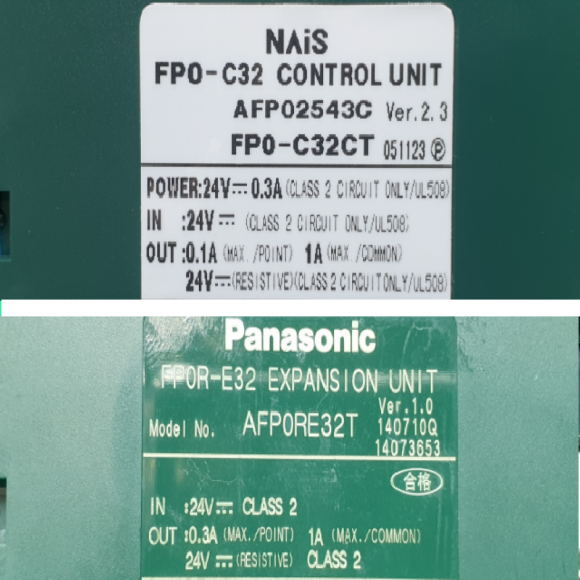 NAiS
FP0-C32 CONTROL UNIT
AFP02543C Ver.2.3
FP0-C32CT 051123 Ⓟ
POWER:24V⎓ 0.3A (CLASS 2 CIRCUIT ONLY/UL508)
IN :24V⎓ (CLASS 2 CIRCUIT ONLY/UL508)
OUT :0.1A (MAX./POINT) 1A (MAX./COMMON)
24V⎓(RESISTIVE)(CLASS 2 CIRCUIT ONLY/UL508)
Panasonic
FP0R-E32 EXPANSION UNIT
Ver.1.0
Model No. AFP0RE32T 140710Q
14073653
合格
IN :24V⎓ CLASS 2
OUT :0.3A (MAX./POINT) 1A (MAX./COMMON)
24V⎓ (RESISTIVE) CLASS 2